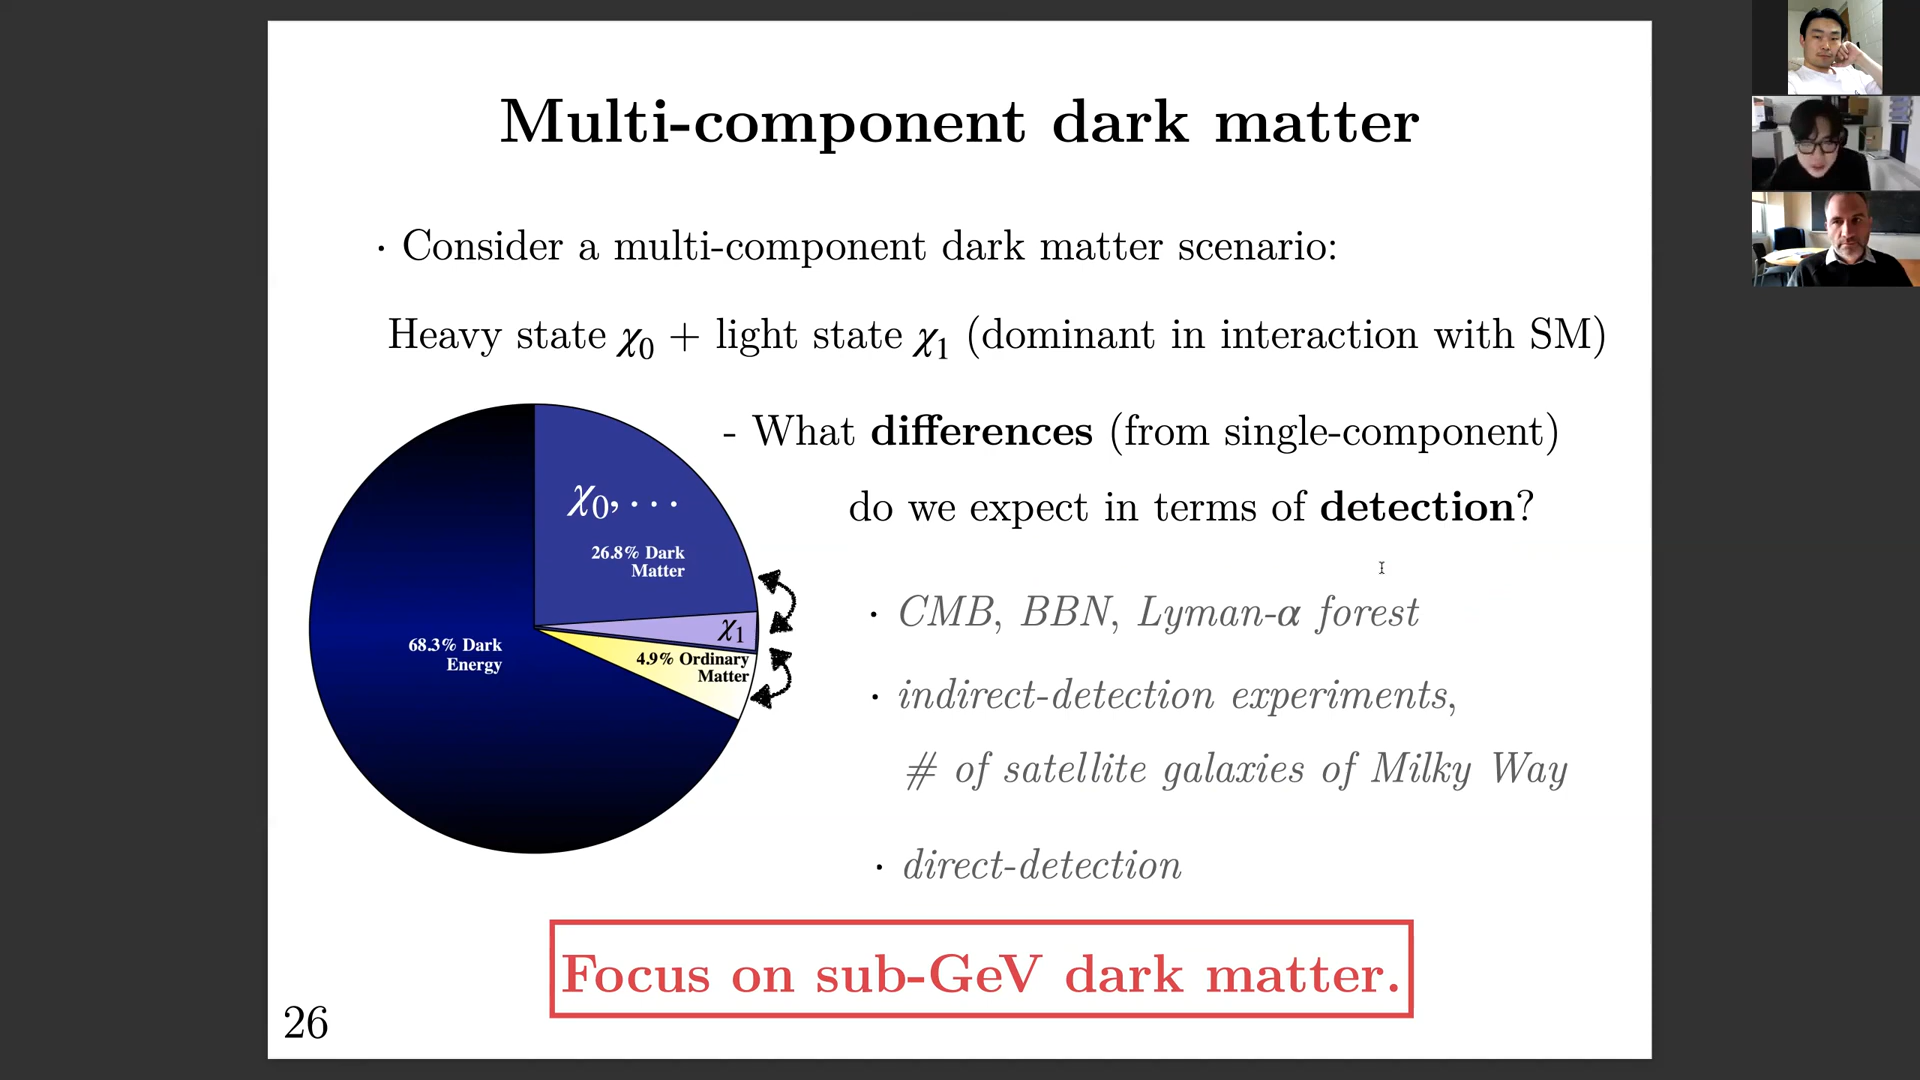 Multi-component dark matter
· Consider a multi-component dark matter scenario:
Heavy state χ₀ + light state χ₁ (dominant in interaction with SM)
- What differences (from single-component)
do we expect in terms of detection?
χ₀, · · ·
26.8% Dark
Matter
χ₁
68.3% Dark
Energy
4.9% Ordinary
Matter
· CMB, BBN, Lyman-α forest
· indirect-detection experiments,
# of satellite galaxies of Milky Way
· direct-detection
Focus on sub-GeV dark matter.
26